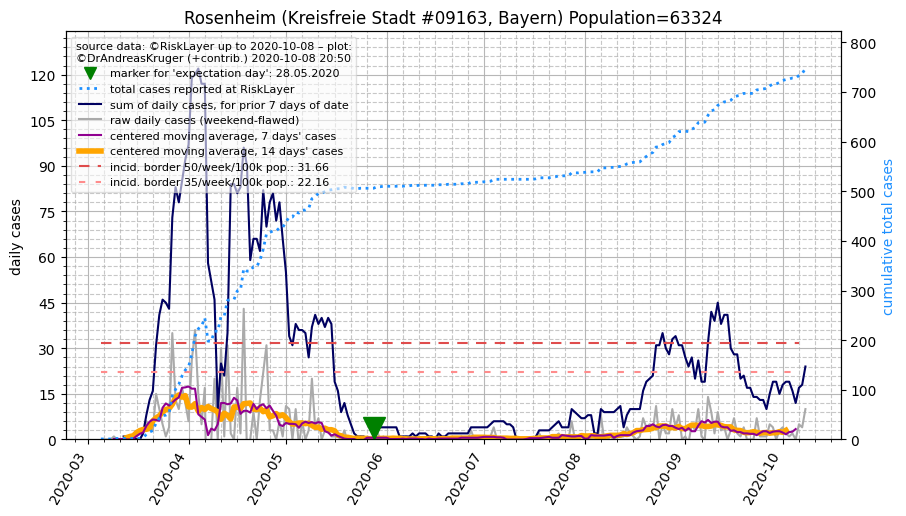 Rosenheim (Kreisfreie Stadt #09163, Bayern) Population=63324
source data: ©RiskLayer up to 2020-10-08 – plot:
©DrAndreasKruger (+contrib.) 2020-10-08 20:50
marker for 'expectation day': 28.05.2020
total cases reported at RiskLayer
sum of daily cases, for prior 7 days of date
raw daily cases (weekend-flawed)
centered moving average, 7 days' cases
centered moving average, 14 days' cases
incid. border 50/week/100k pop.: 31.66
incid. border 35/week/100k pop.: 22.16
daily cases
120
105
90
75
60
45
30
15
0
800
700
600
500
400
300
200
100
0
cumulative total cases
2020-03
2020-04
2020-05
2020-06
2020-07
2020-08
2020-09
2020-10